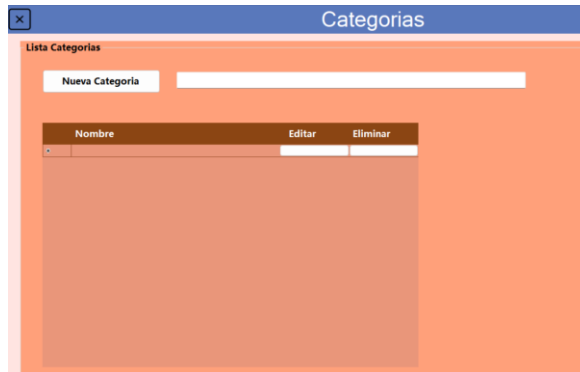 Categorias
Lista Categorias
Nueva Categoria
Nombre Editar Eliminar